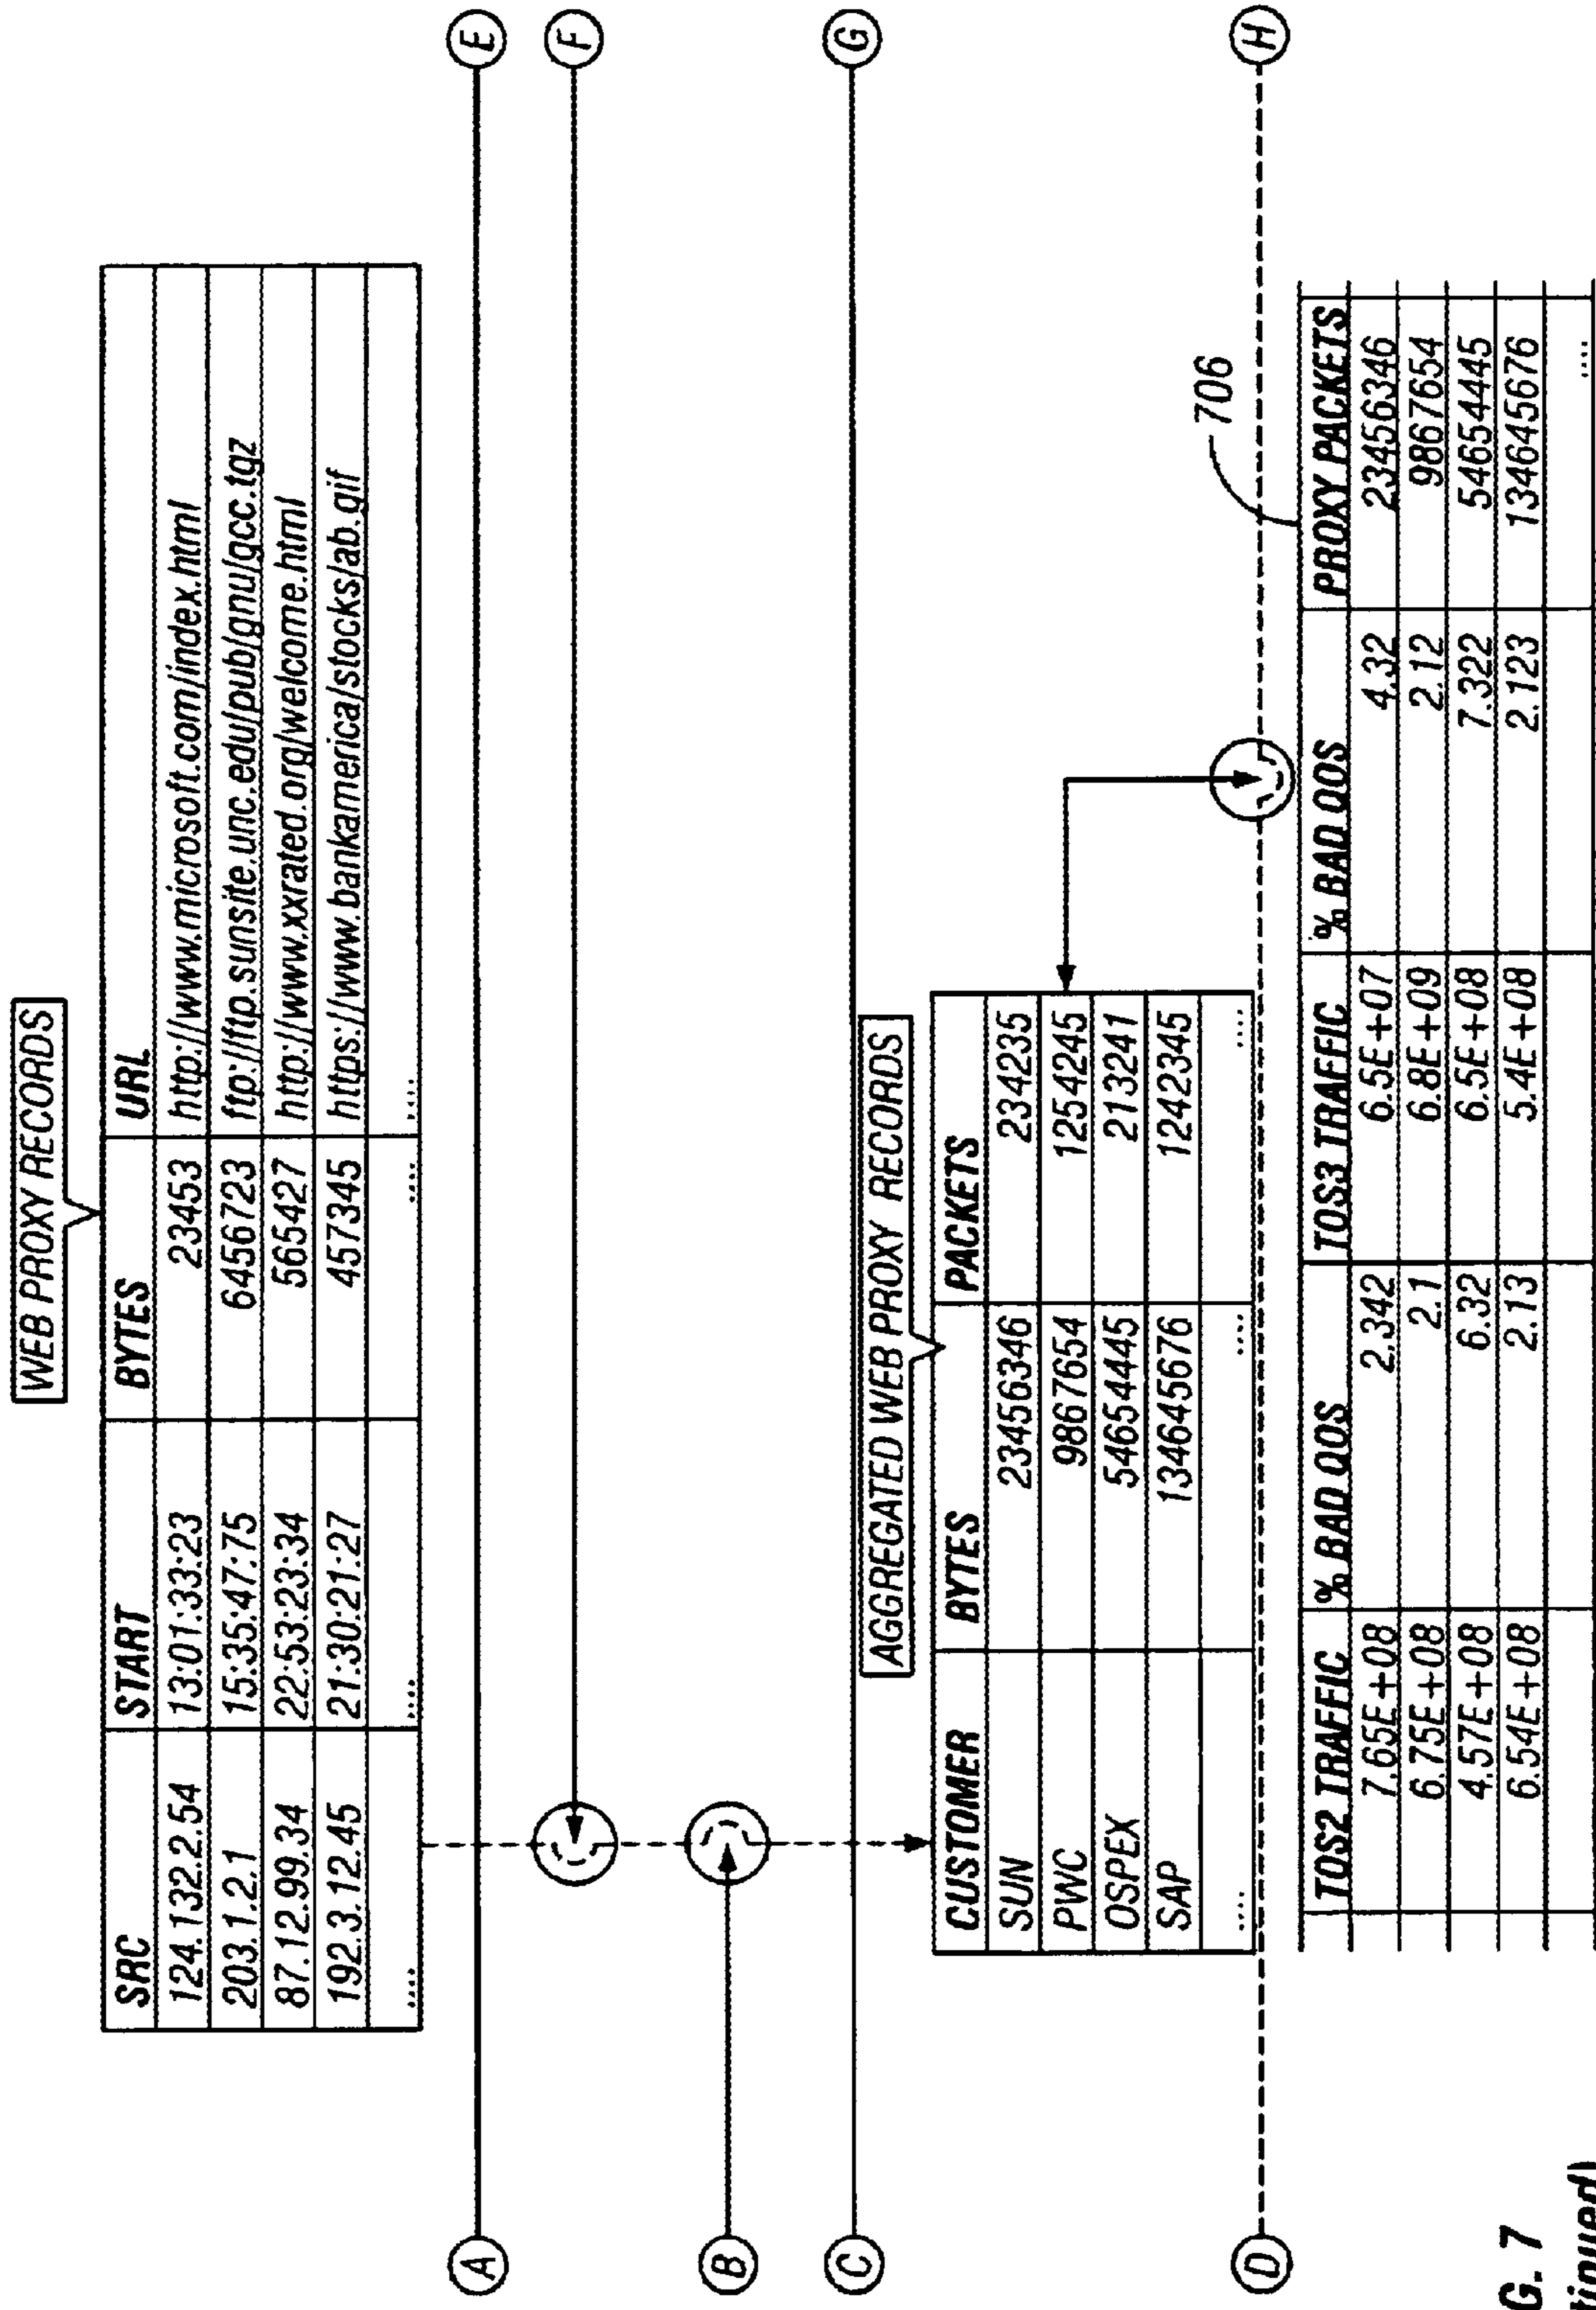 WEB PROXY RECORDS
SRC START BYTES URL
124.132.2.54 13:01:33:23 23453 http://www.microsoft.com/index.html
203.1.2.1 15:35:47:75 6456723 ftp://ftp.sunsite.unc.edu/pub/gnu/gcc.tgz
87.12.99.34 22:53:23:34 565427 http://www.xxrated.org/welcome.html
192.3.12.45 21:30:21:27 457345 https://www.bankamerica/stocks/ab.gif
.... .... .... ....
A E
F
B
C G
AGGREGATED WEB PROXY RECORDS
CUSTOMER BYTES PACKETS
SUN 23456346 234235
PWC 9867654 1254245
OSPEX 54654445 213241
SAP 134645676 1242345
.... .... ....
D H
706
TOS2 TRAFFIC % BAD QOS TOS3 TRAFFIC % BAD QOS PROXY PACKETS
7.65E+08 2.342 6.5E+07 4.32 23456346
6.75E+08 2.1 6.8E+09 2.12 9867654
4.57E+08 6.32 6.5E+08 7.322 54654445
6.54E+08 2.13 5.4E+08 2.123 134645676
....
G. 7
tinued)